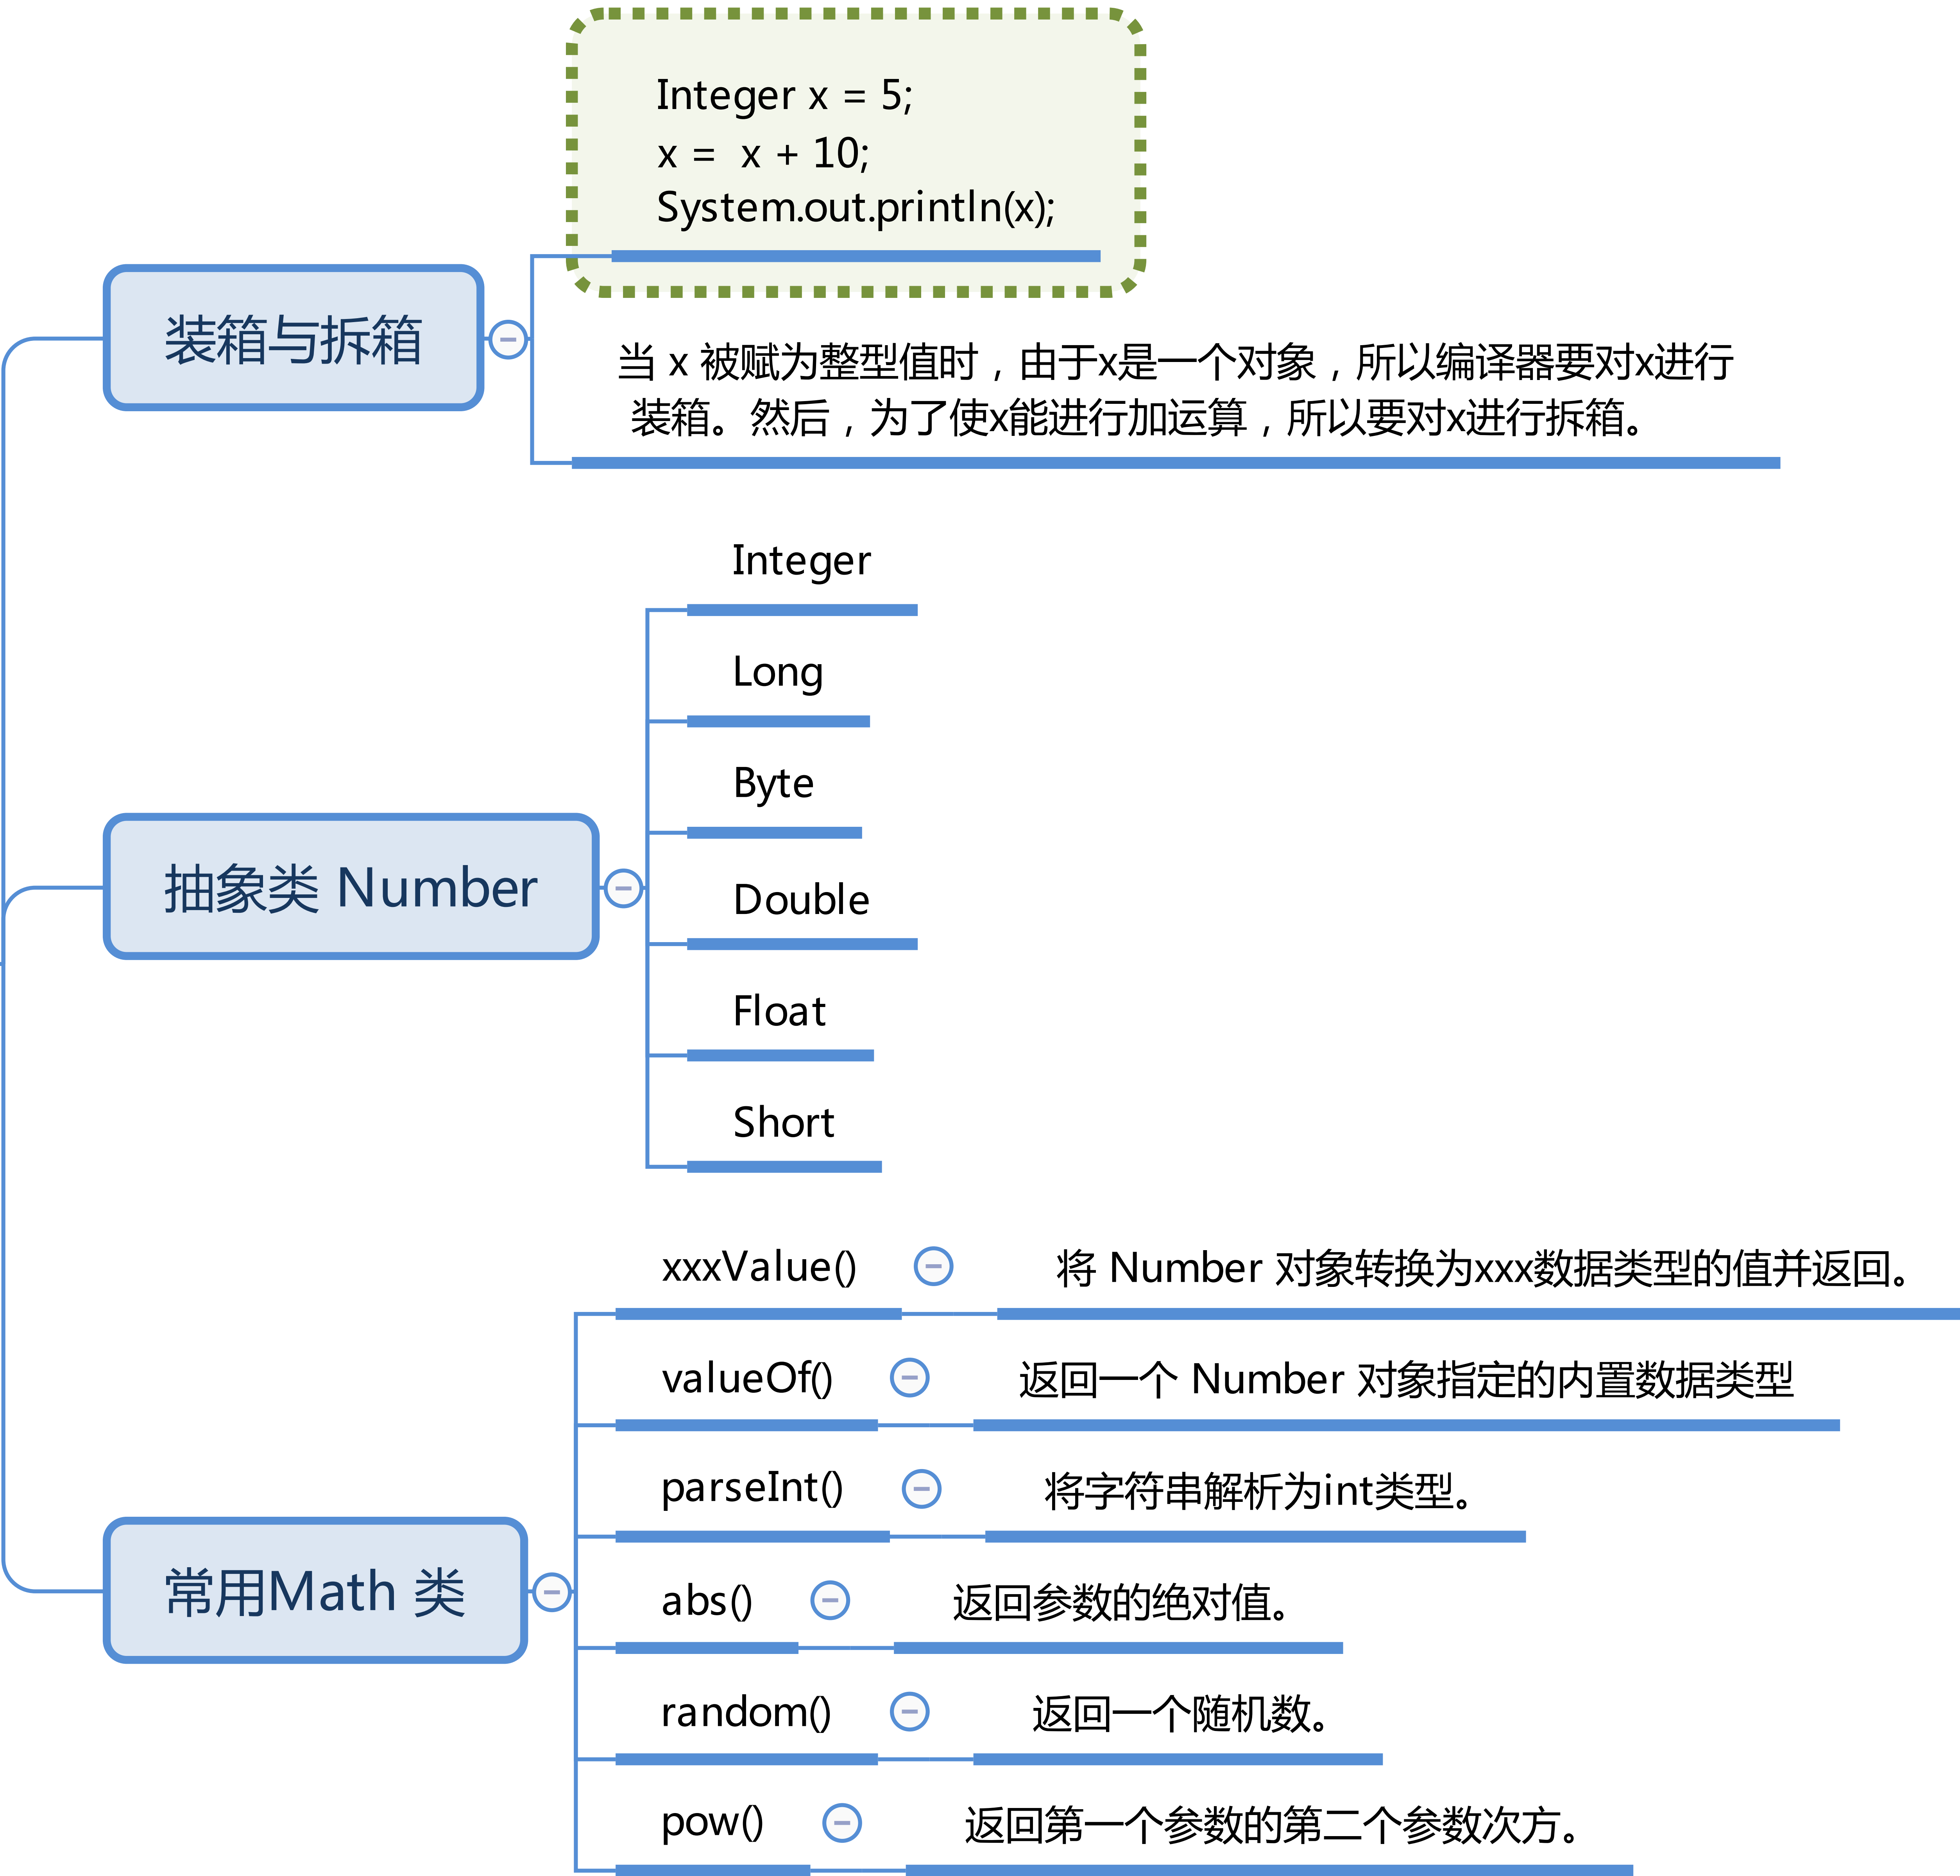 Integer x = 5;
x =  x + 10;
System.out.println(x);
装箱与拆箱
当 x 被赋为整型值时，由于x是一个对象，所以编译器要对x进行
装箱。然后，为了使x能进行加运算，所以要对x进行拆箱。
Integer
Long
Byte
抽象类 Number
Double
Float
Short
xxxValue() 将 Number 对象转换为xxx数据类型的值并返回。
valueOf() 返回一个 Number 对象指定的内置数据类型
parseInt() 将字符串解析为int类型。
常用Math 类
abs() 返回参数的绝对值。
random() 返回一个随机数。
pow() 返回第一个参数的第二个参数次方。